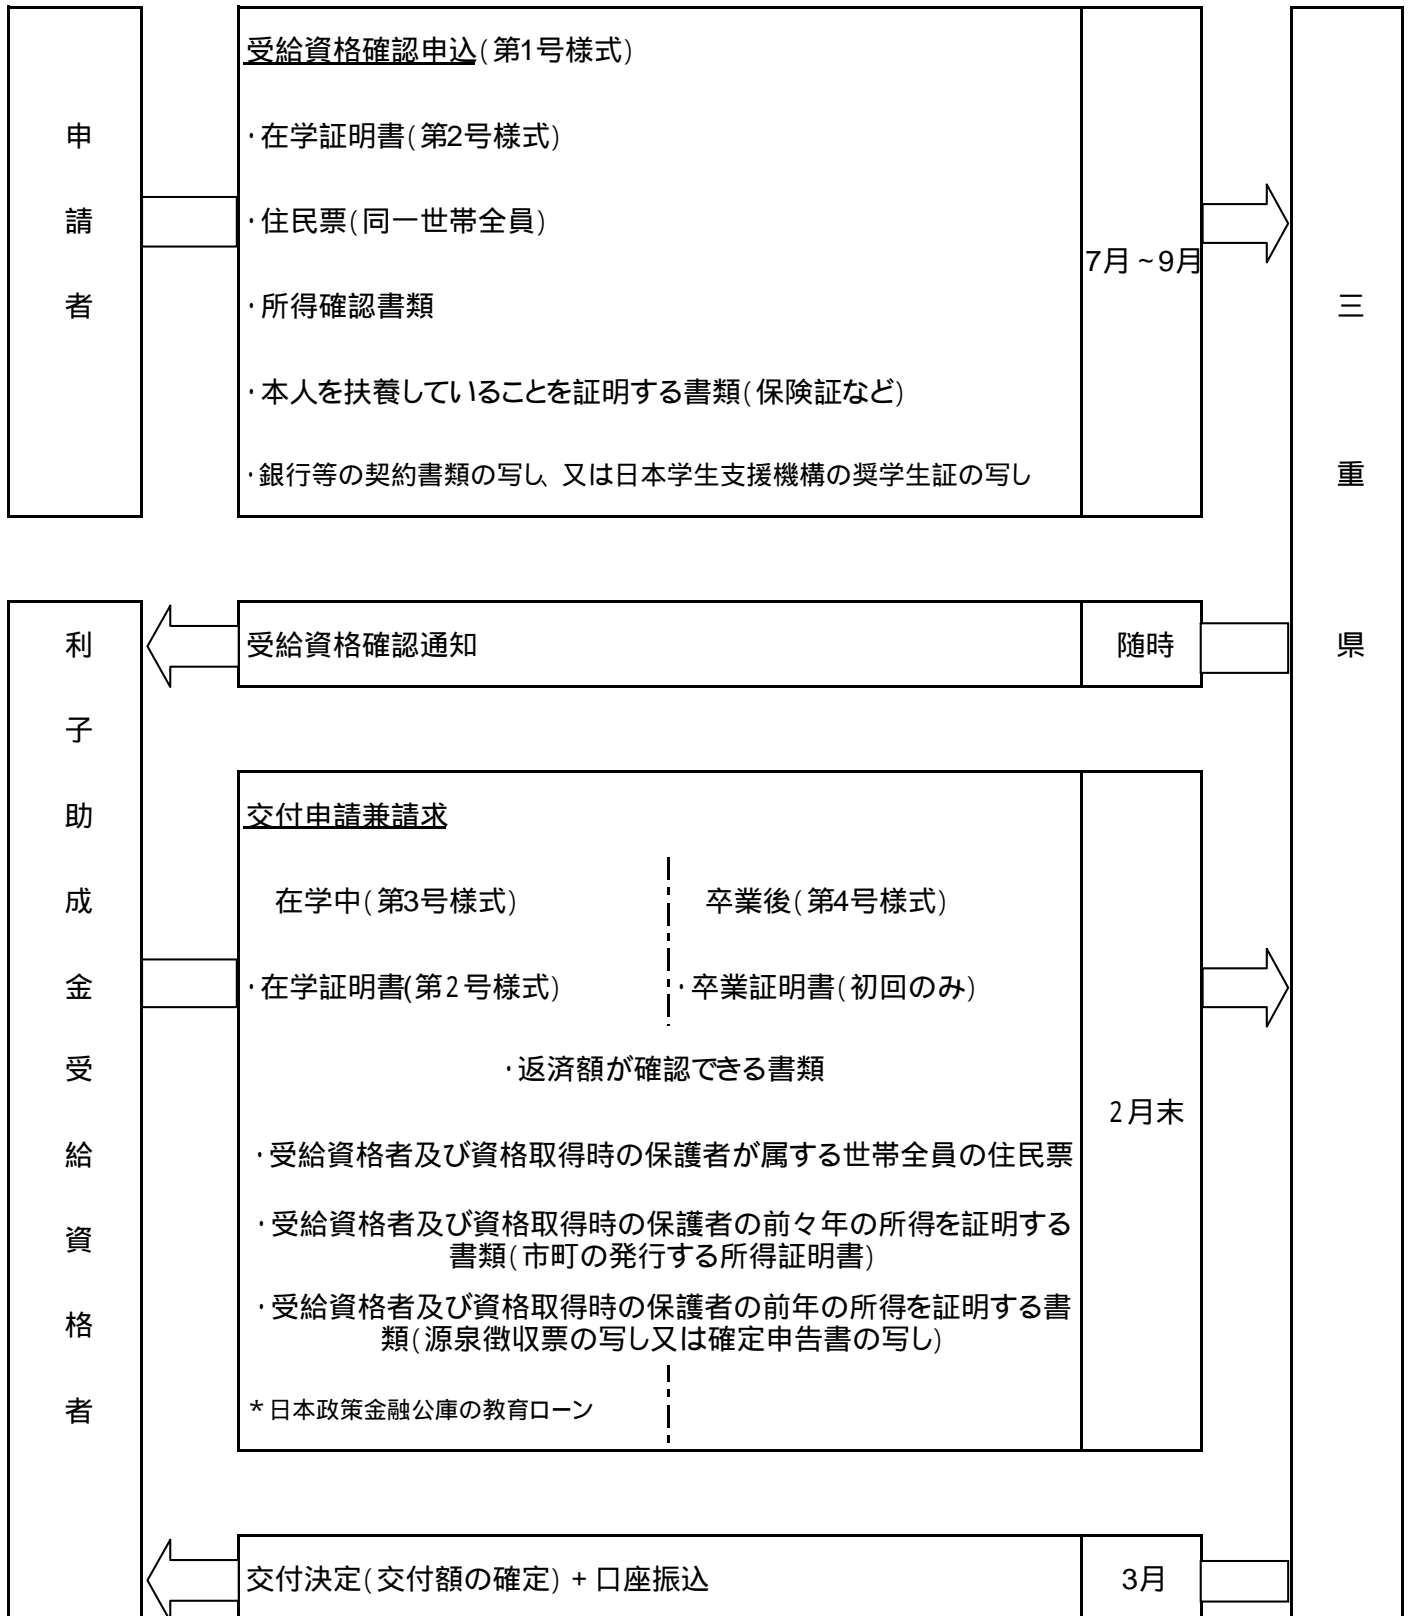 申請者
受給資格確認申込(第1号様式)
・在学証明書(第2号様式)
・住民票(同一世帯全員)
・所得確認書類
・本人を扶養していることを証明する書類(保険証など)
・銀行等の契約書類の写し、又は日本学生支援機構の奨学生証の写し
7月~9月
三重県
利子助成金受給資格者
受給資格確認通知
随時
交付申請兼請求
在学中(第3号様式)
卒業後(第4号様式)
・在学証明書(第2号様式)
・卒業証明書(初回のみ)
・返済額が確認できる書類
・受給資格者及び資格取得時の保護者が属する世帯全員の住民票
・受給資格者及び資格取得時の保護者の前々年の所得を証明する
書類(市町の発行する所得証明書)
・受給資格者及び資格取得時の保護者の前年の所得を証明する書
類(源泉徴収票の写し又は確定申告書の写し)
*日本政策金融公庫の教育ローン
2月末
交付決定(交付額の確定)+口座振込
3月